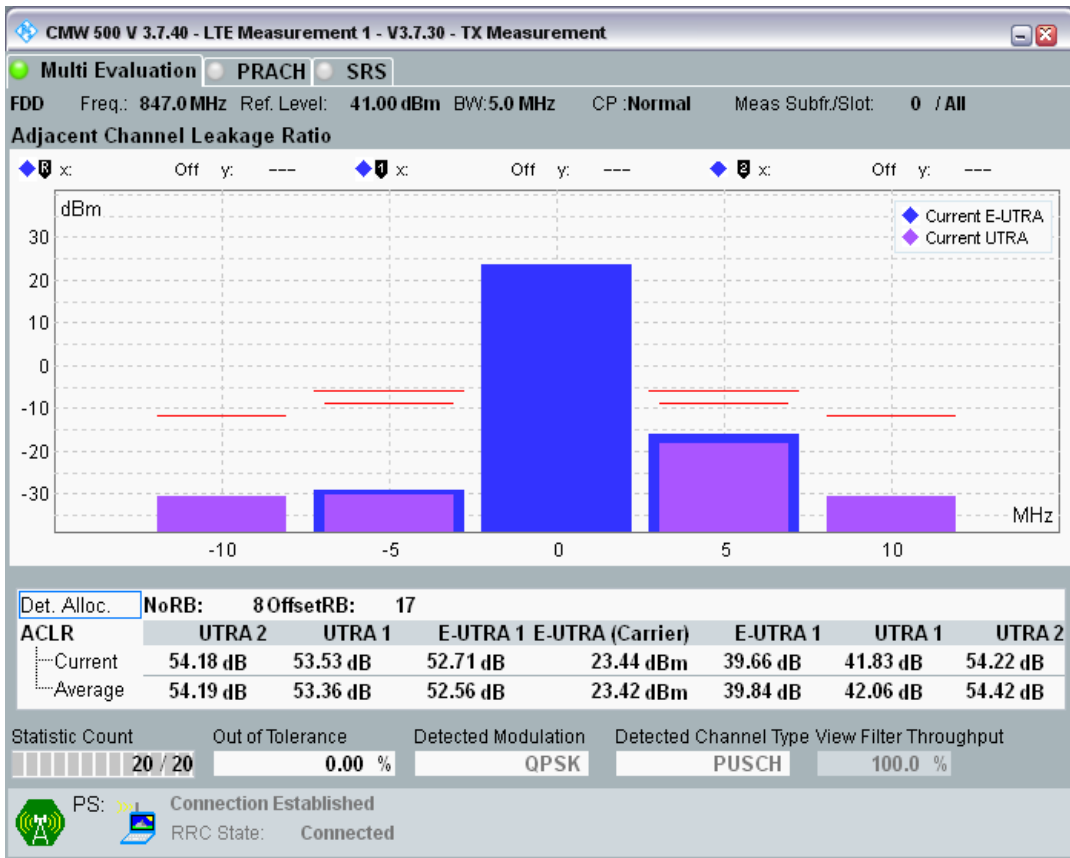 CMW 500 V 3.7.40 - LTE Measurement 1 - V3.7.30 - TX Measurement
Multi Evaluation PRACH SRS
FDD Freq.: 847.0 MHz Ref. Level: 41.00 dBm BW:5.0 MHz CP :Normal Meas Subfr./Slot: 0 / All
Adjacent Channel Leakage Ratio
R x: Off y: --- 1 x: Off y: --- 2 x: Off y: ---
dBm
Current E-UTRA
Current UTRA
30
20
10
0
-10
-20
-30
MHz
-10 -5 0 5 10
Det. Alloc. NoRB: 8 OffsetRB: 17
ACLR UTRA 2 UTRA 1 E-UTRA 1 E-UTRA (Carrier) E-UTRA 1 UTRA 1 UTRA 2
Current 54.18 dB 53.53 dB 52.71 dB 23.44 dBm 39.66 dB 41.83 dB 54.22 dB
Average 54.19 dB 53.36 dB 52.56 dB 23.42 dBm 39.84 dB 42.06 dB 54.42 dB
Statistic Count Out of Tolerance Detected Modulation Detected Channel Type View Filter Throughput
20 / 20 0.00 % QPSK PUSCH 100.0 %
PS: Connection Established
RRC State: Connected